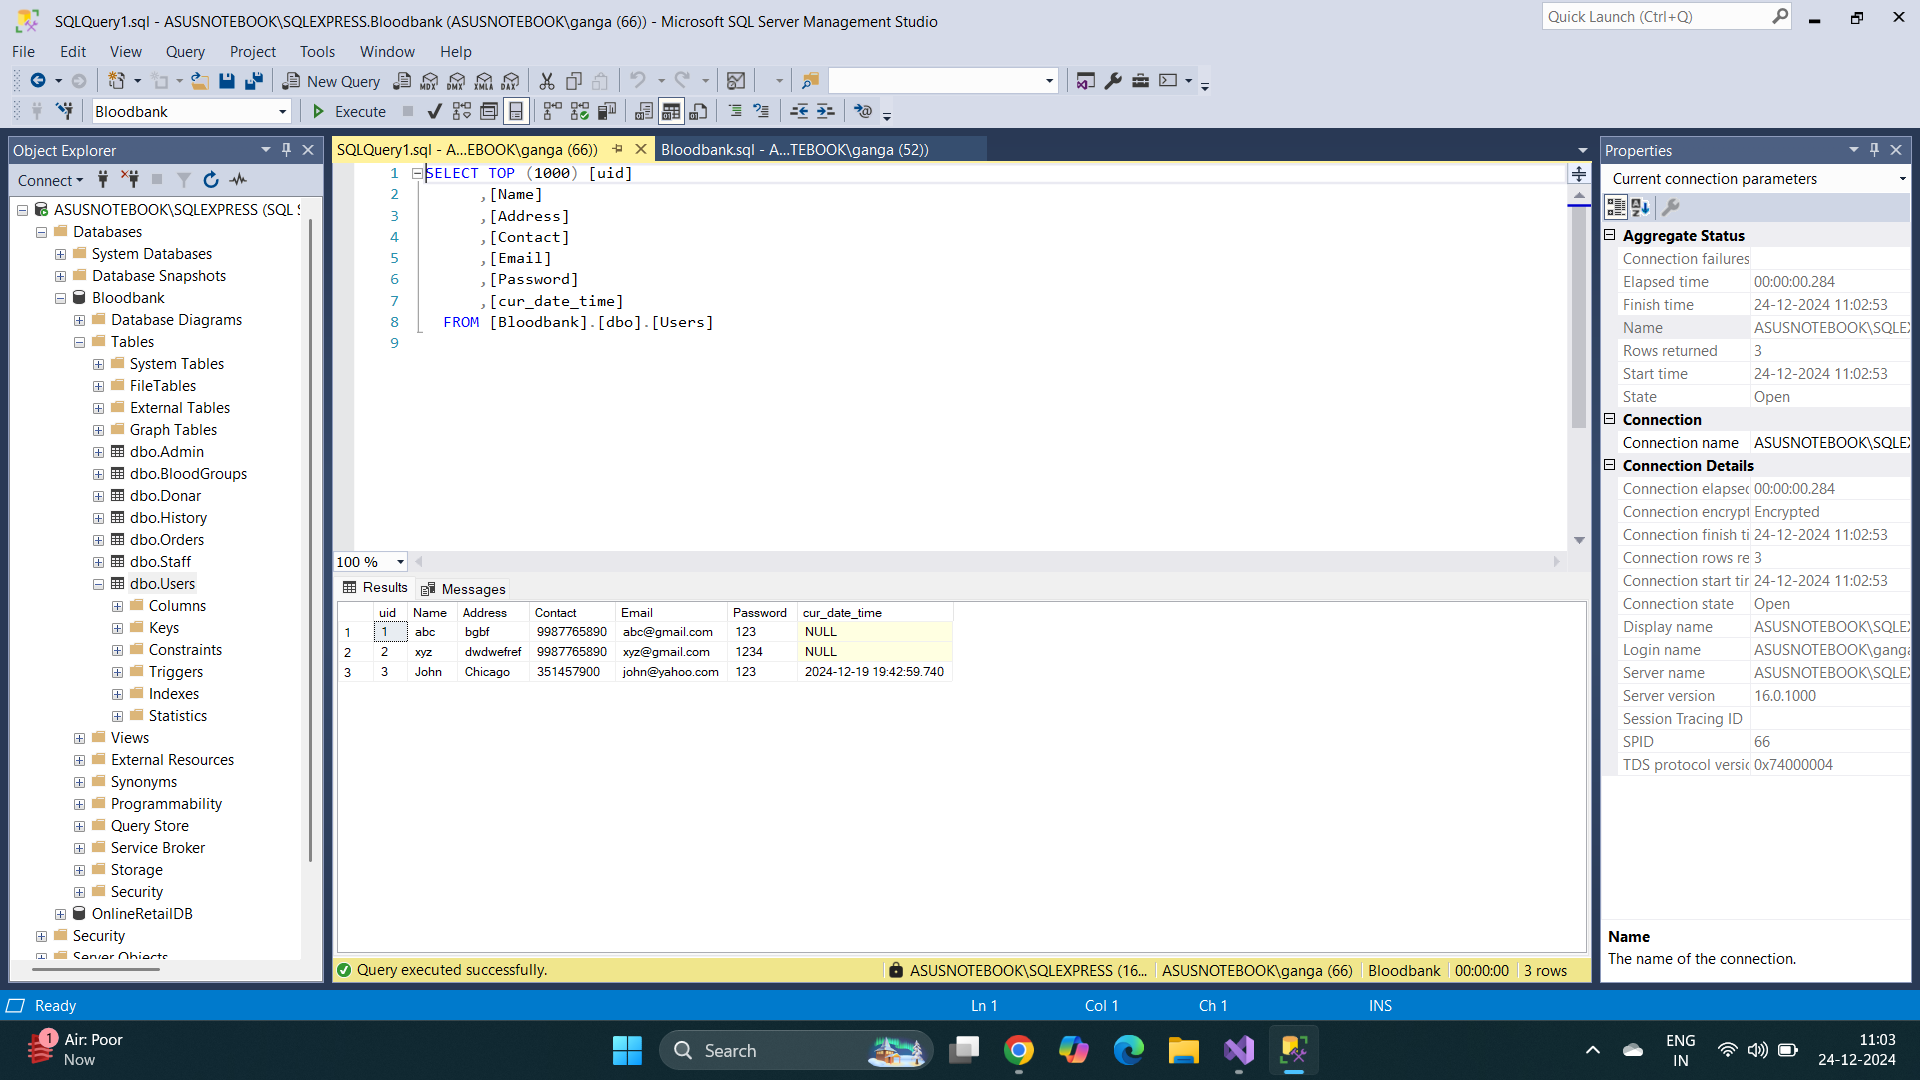 SQLQuery1.sql - ASUSNOTEBOOK\SQLEXPRESS.Bloodbank (ASUSNOTEBOOK\ganga (66)) - Microsoft SQL Server Management Studio
Quick Launch (Ctrl+Q)
File Edit View Query Project Tools Window Help
New Query MDX DMX XMLA DAX
Bloodbank Execute
Object Explorer
Connect
ASUSNOTEBOOK\SQLEXPRESS (SQL S
Databases
System Databases
Database Snapshots
Bloodbank
Database Diagrams
Tables
System Tables
FileTables
External Tables
Graph Tables
dbo.Admin
dbo.BloodGroups
dbo.Donar
dbo.History
dbo.Orders
dbo.Staff
dbo.Users
Columns
Keys
Constraints
Triggers
Indexes
Statistics
Views
External Resources
Synonyms
Programmability
Query Store
Service Broker
Storage
Security
OnlineRetailDB
Security
Server Objects
SQLQuery1.sql - A...EBOOK\ganga (66)) Bloodbank.sql - A...TEBOOK\ganga (52))
1 SELECT TOP (1000) [uid]
2 ,[Name]
3 ,[Address]
4 ,[Contact]
5 ,[Email]
6 ,[Password]
7 ,[cur_date_time]
8 FROM [Bloodbank].[dbo].[Users]
9
100 %
Results Messages
uid Name Address Contact Email Password cur_date_time
1 1 abc bgbf 9987765890 abc@gmail.com 123 NULL
2 2 xyz dwdwefref 9987765890 xyz@gmail.com 1234 NULL
3 3 John Chicago 351457900 john@yahoo.com 123 2024-12-19 19:42:59.740
Query executed successfully. ASUSNOTEBOOK\SQLEXPRESS (16... ASUSNOTEBOOK\ganga (66) Bloodbank 00:00:00 3 rows
Properties
Current connection parameters
Aggregate Status
Connection failures
Elapsed time 00:00:00.284
Finish time 24-12-2024 11:02:53
Name ASUSNOTEBOOK\SQLEX
Rows returned 3
Start time 24-12-2024 11:02:53
State Open
Connection
Connection name ASUSNOTEBOOK\SQLEX
Connection Details
Connection elapsed 00:00:00.284
Connection encrypt Encrypted
Connection finish ti 24-12-2024 11:02:53
Connection rows re 3
Connection start tir 24-12-2024 11:02:53
Connection state Open
Display name ASUSNOTEBOOK\SQLEX
Login name ASUSNOTEBOOK\ganga
Server name ASUSNOTEBOOK\SQLEX
Server version 16.0.1000
Session Tracing ID
SPID 66
TDS protocol versic 0x74000004
Name
The name of the connection.
Ready Ln 1 Col 1 Ch 1 INS
1 Air: Poor
Now
Search
ENG
IN
11:03
24-12-2024